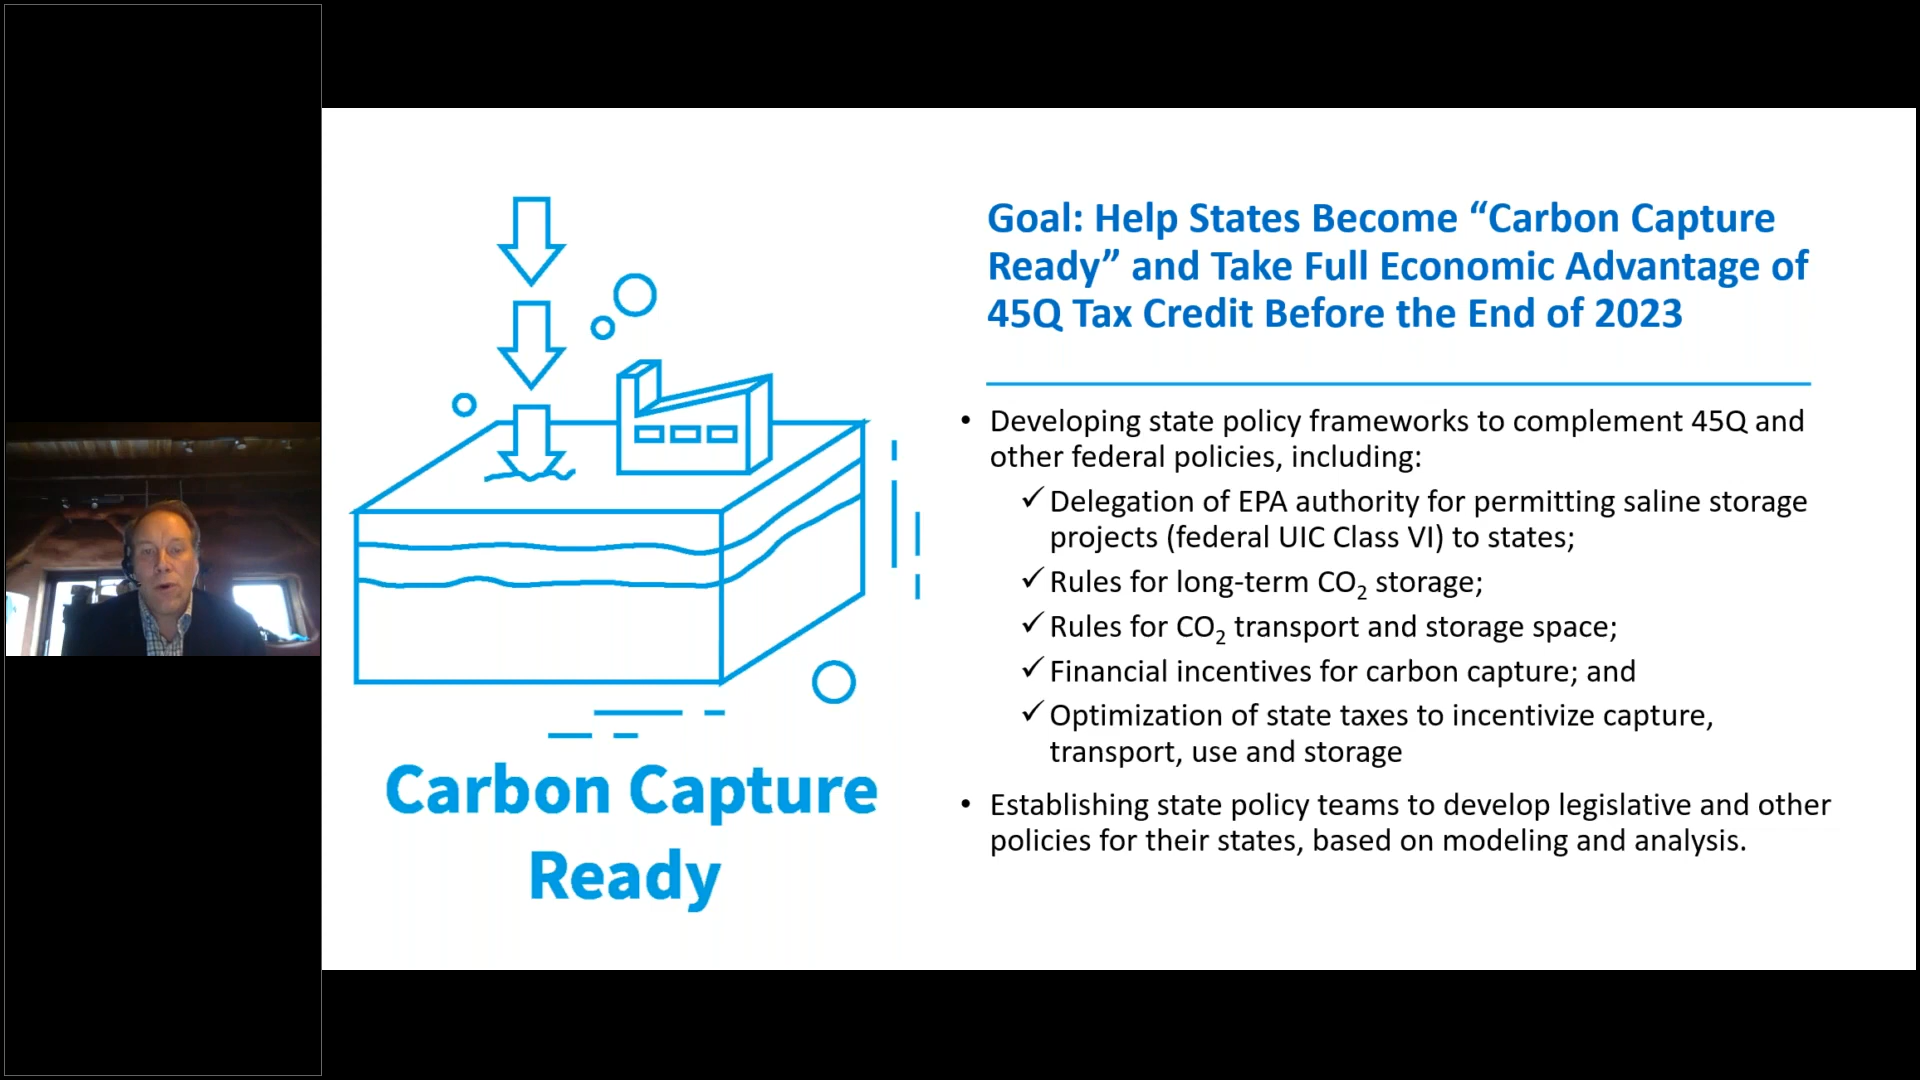 Goal: Help States Become “Carbon Capture
Ready” and Take Full Economic Advantage of
45Q Tax Credit Before the End of 2023
• Developing state policy frameworks to complement 45Q and
other federal policies, including:
✓ Delegation of EPA authority for permitting saline storage
projects (federal UIC Class VI) to states;
✓ Rules for long-term CO₂ storage;
✓ Rules for CO₂ transport and storage space;
✓ Financial incentives for carbon capture; and
✓ Optimization of state taxes to incentivize capture,
transport, use and storage
• Establishing state policy teams to develop legislative and other
policies for their states, based on modeling and analysis.
Carbon Capture
Ready